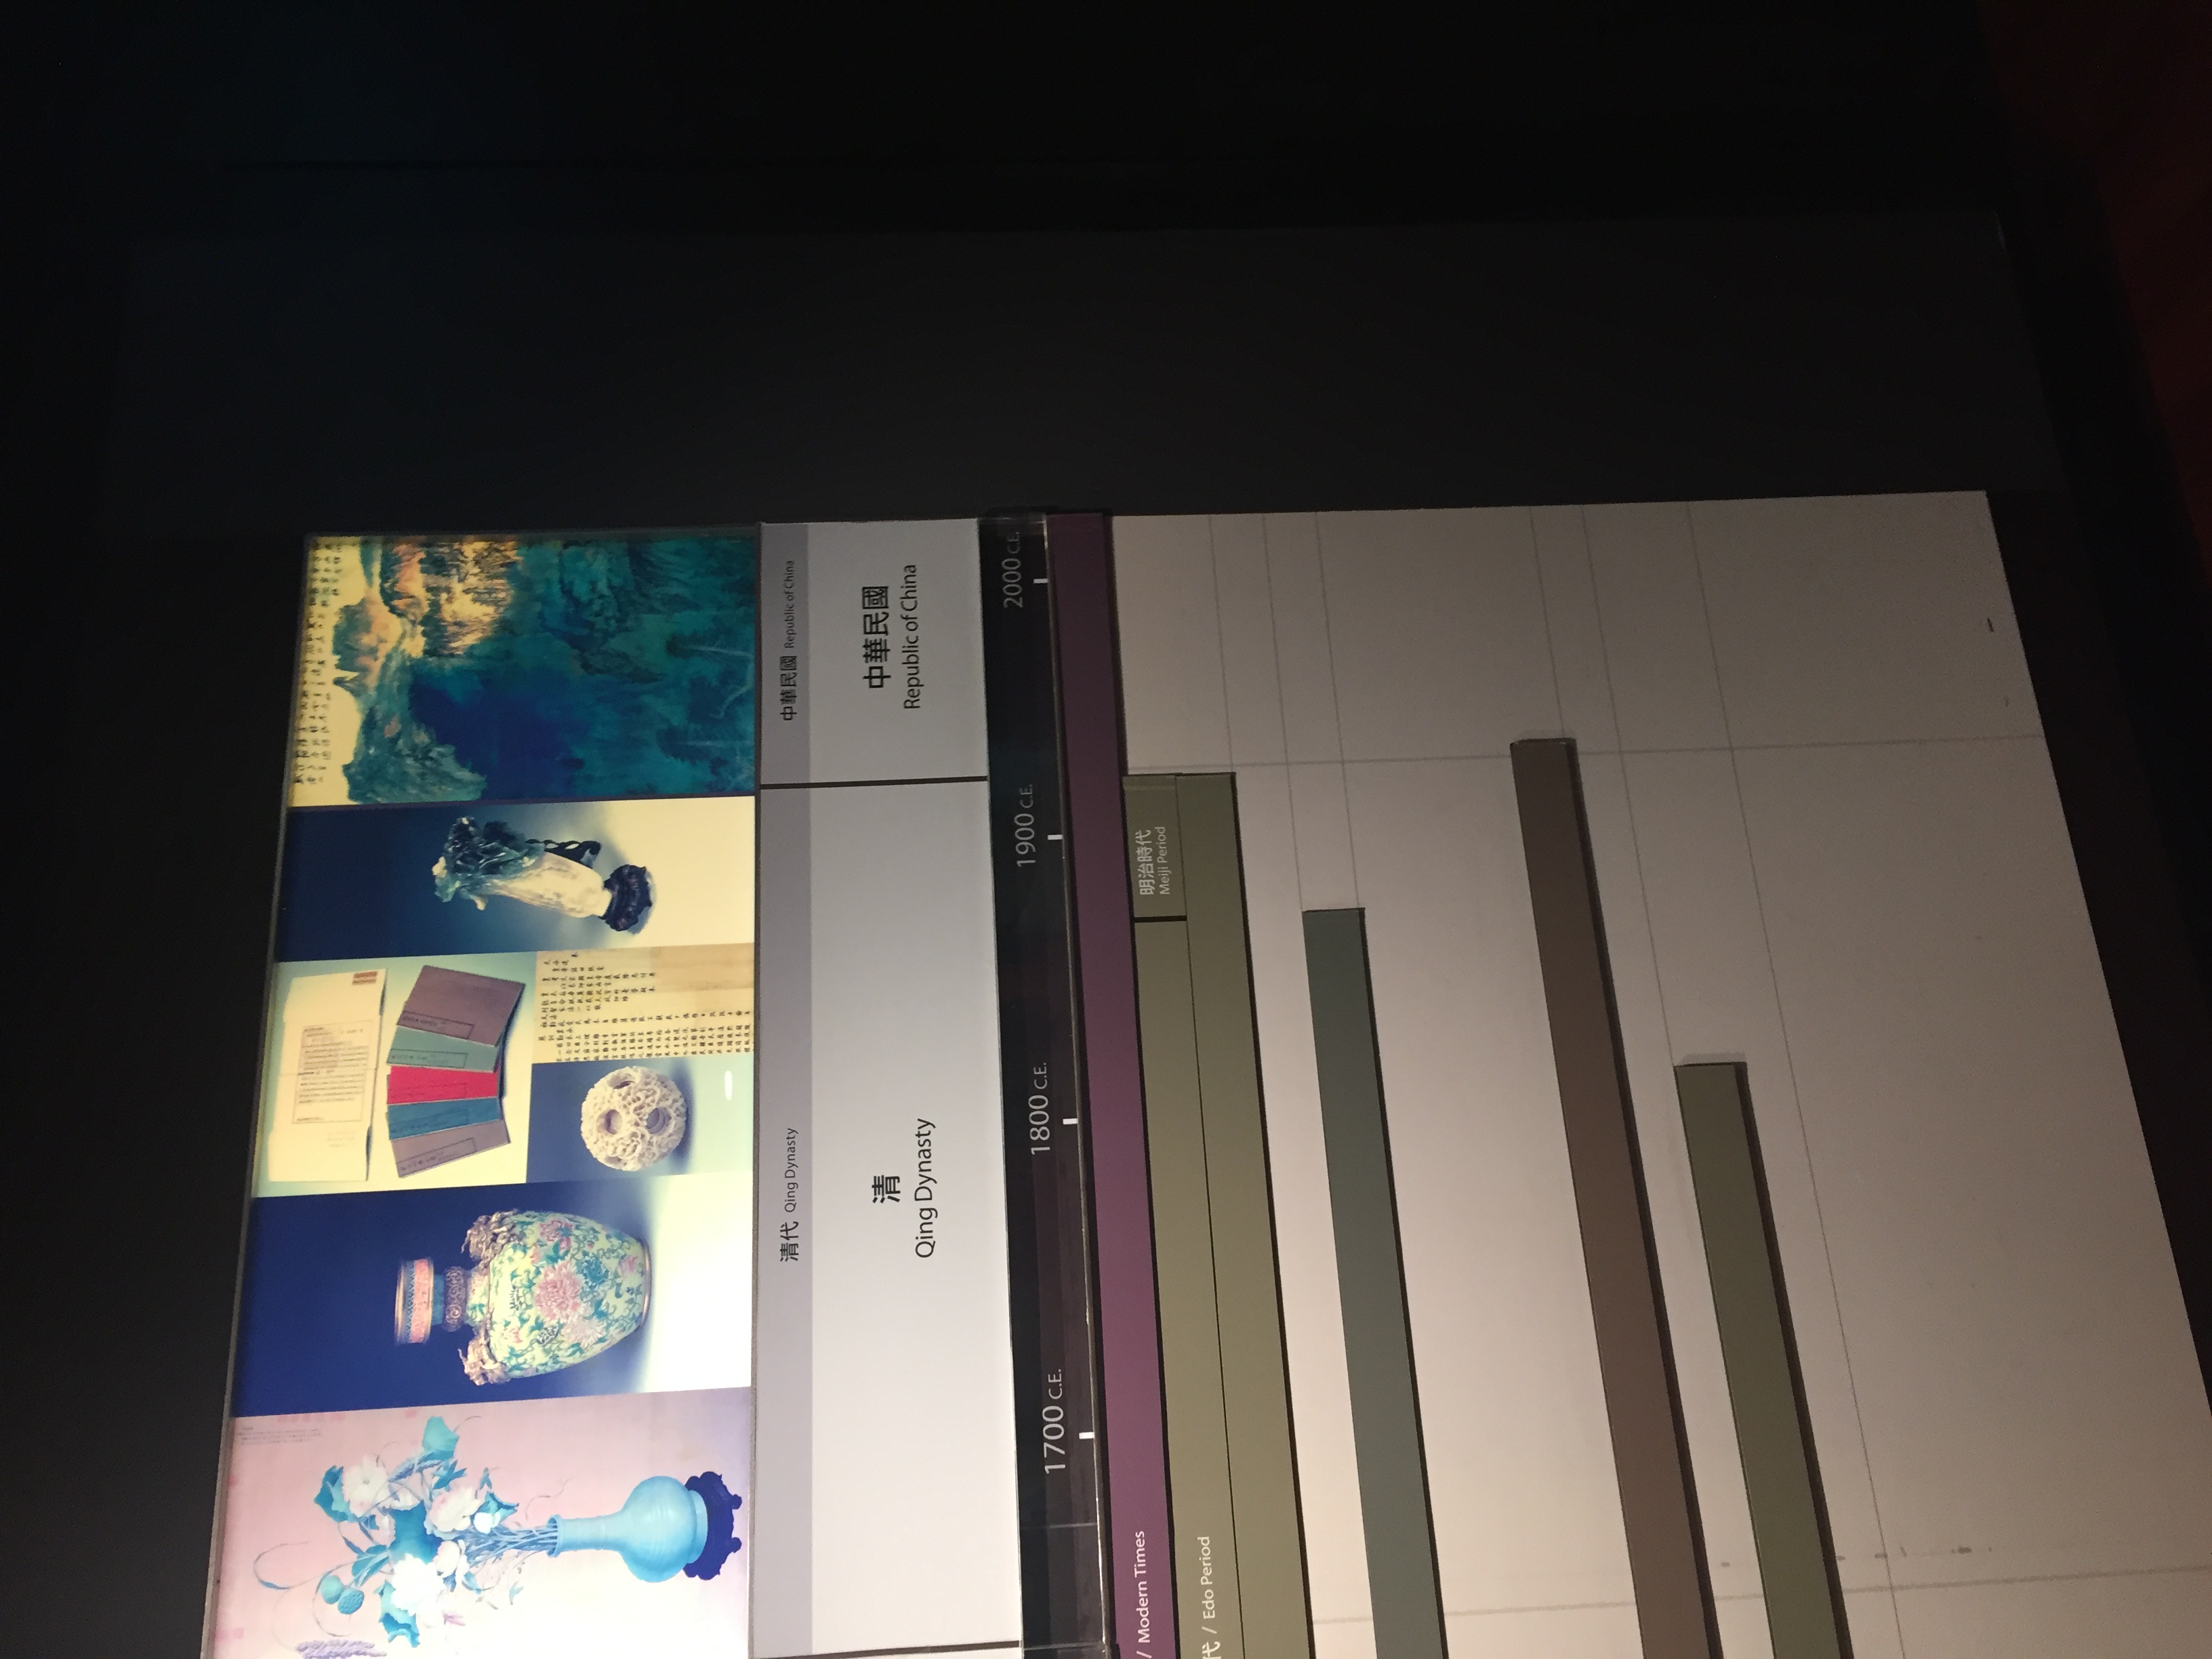 清代 Qing Dynasty
中華民國 Republic of China
清
Qing Dynasty
中華民國
Republic of China
1700 C.E.
1800 C.E.
1900 C.E.
2000 C.E.
/ Modern Times
明治時代
Meiji Period
代 / Edo Period